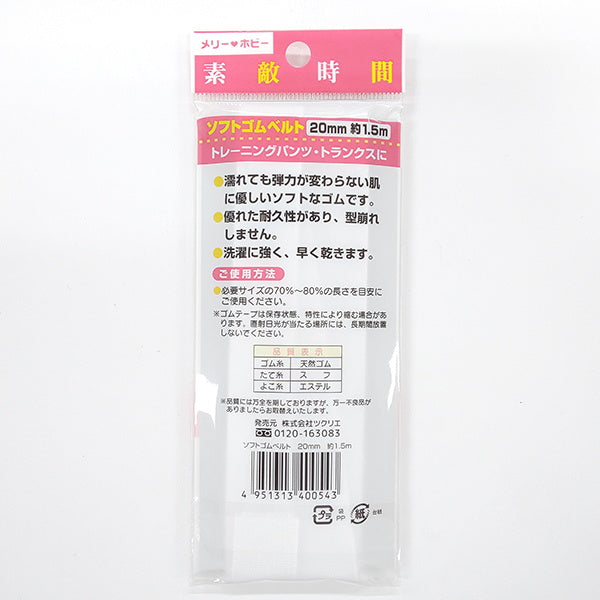 メリー♥ホビー
素敵時間
ソフトゴムベルト 20mm 約1.5m
トレーニングパンツ・トランクスに
●濡れても弾力が変わらない肌
に優しいソフトなゴムです。
●優れた耐久性があり、型崩れ
しません。
●洗濯に強く、早く乾きます。
ご使用方法
●必要サイズの70%〜80%の長さを目安に
ご使用ください。
※ゴムテープは保存状態、特性により縮む場合があ
ります。直射日光が当たる場所には、長期間放置
しないでください。
品質表示
ゴム糸 天然ゴム
たて糸 スフ
よこ糸 エステル
※品質には万全を期しておりますが、万一不良品が
ありましたらお取替えいたします。
発売元 株式会社ツクリエ
0120-163083
ソフトゴムベルト 20mm 約1.5m
4 951313 400543
プラ 袋 PP 紙 台紙